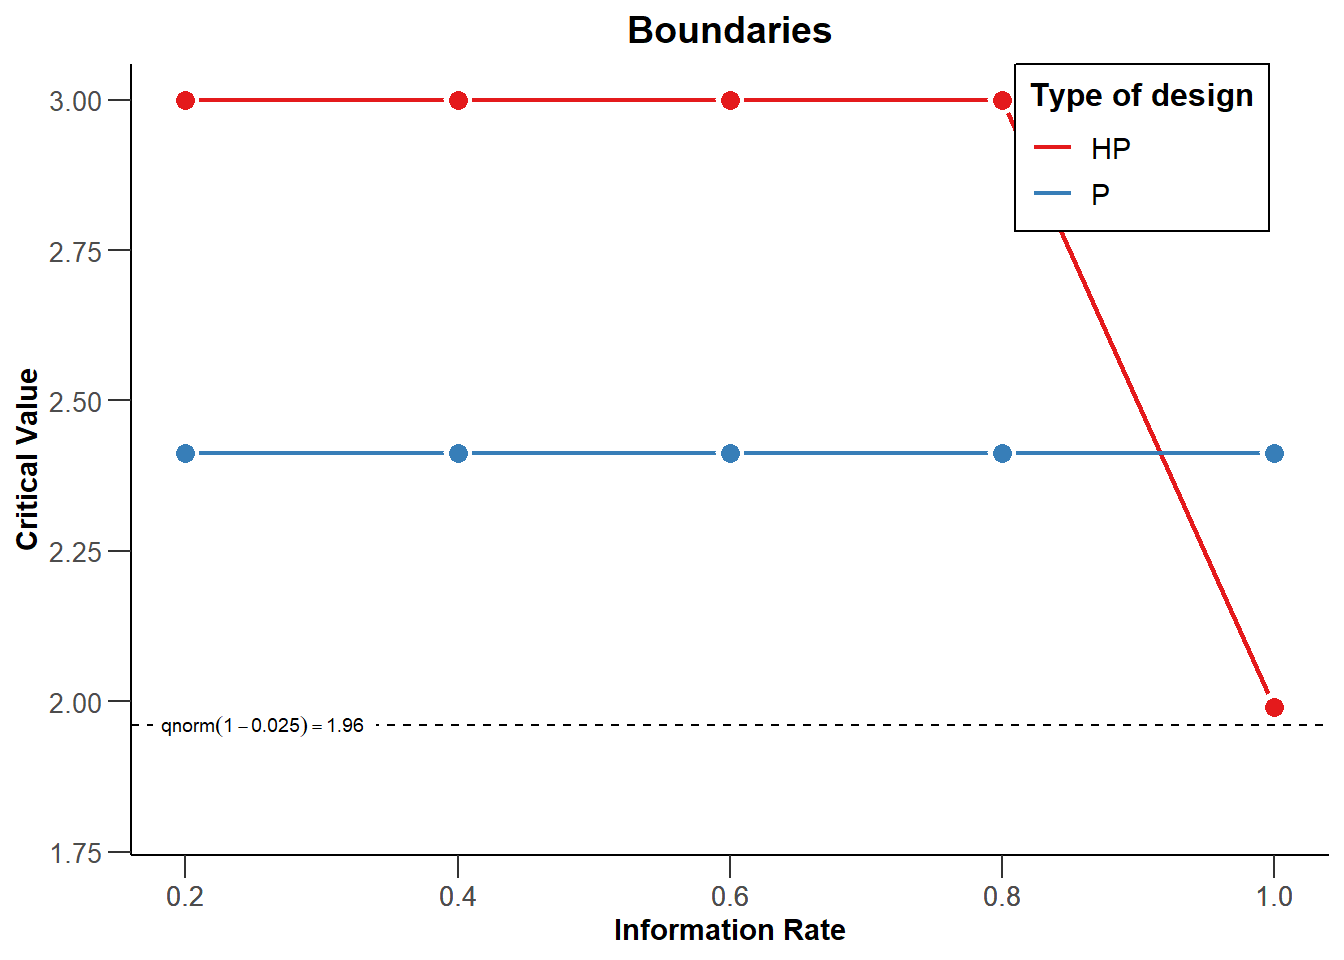 Boundaries
Type of design
HP
P
Critical Value
3.00
2.75
2.50
2.25
2.00
1.75
qnorm(1 − 0.025) = 1.96
0.2 0.4 0.6 0.8 1.0
Information Rate